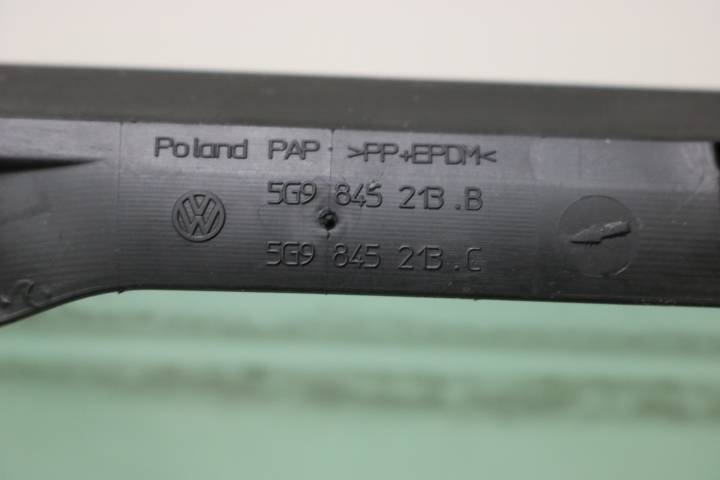 Poland PAP >PP+EPDM<
5G9 845 213 .B
5G9 845 213 .C